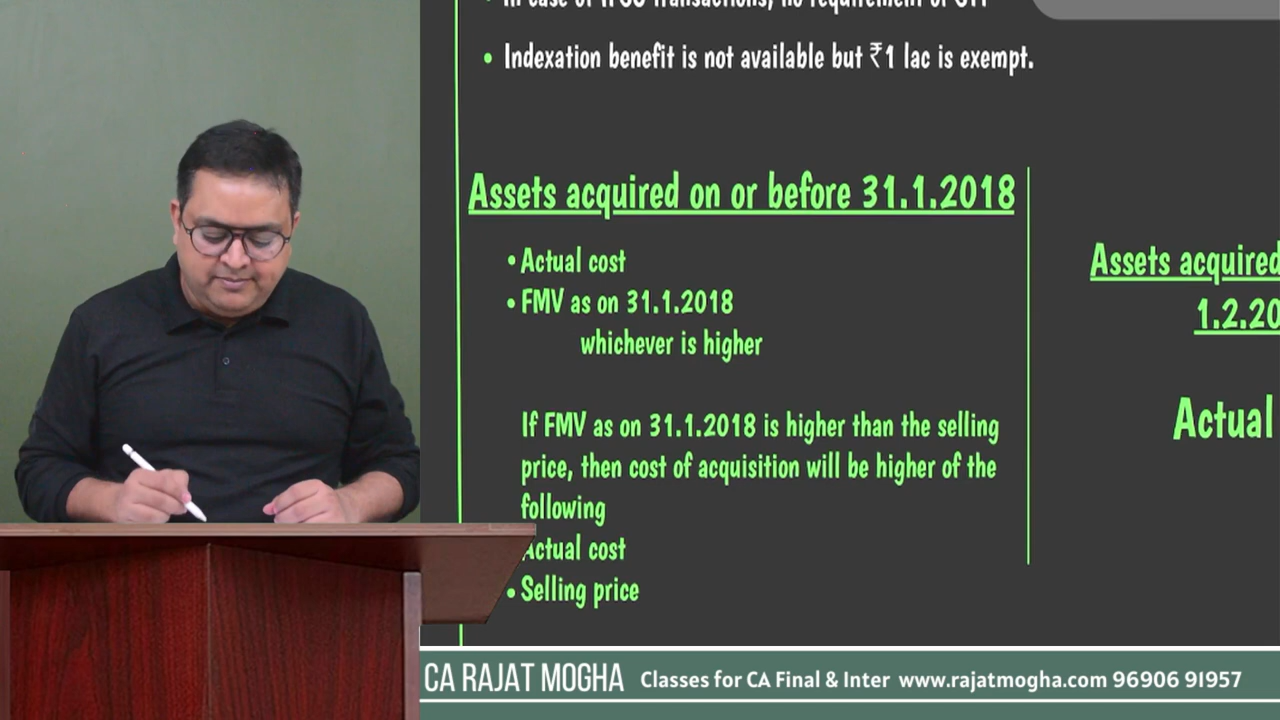 Indexation benefit is not available but ₹1 lac is exempt.
Assets acquired on or before 31.1.2018
• Actual cost
• FMV as on 31.1.2018
whichever is higher
If FMV as on 31.1.2018 is higher than the selling
price, then cost of acquisition will be higher of the
following
Actual cost
• Selling price
Assets acquired
1.2.20
Actual
CA RAJAT MOGHA Classes for CA Final & Inter www.rajatmogha.com 96906 91957